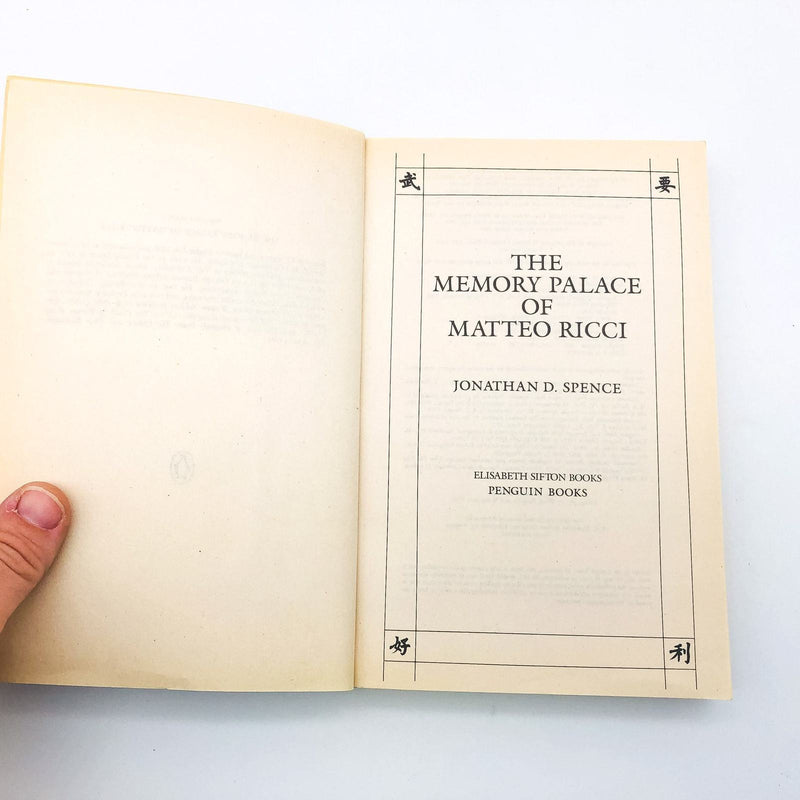 武 要
THE
MEMORY PALACE
OF
MATTEO RICCI
JONATHAN D. SPENCE
ELISABETH SIFTON BOOKS
PENGUIN BOOKS
好 利